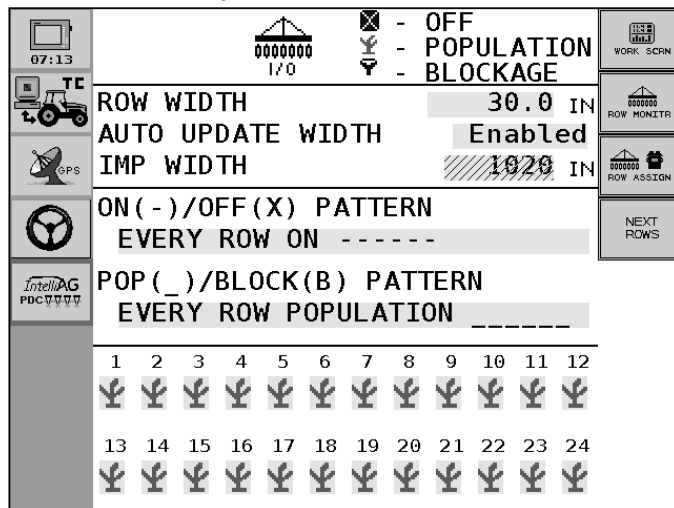 07:13
TC
GPS
IntelliAG
PDC
I/O
- OFF
- POPULATION
- BLOCKAGE
ROW WIDTH 30.0 IN
AUTO UPDATE WIDTH Enabled
IMP WIDTH 1020 IN
ON(-)/OFF(X) PATTERN
EVERY ROW ON ------
POP(_)/BLOCK(B) PATTERN
EVERY ROW POPULATION ______
1 2 3 4 5 6 7 8 9 10 11 12
13 14 15 16 17 18 19 20 21 22 23 24
WORK SCRN
ROW MONITR
ROW ASSIGN
NEXT
ROWS